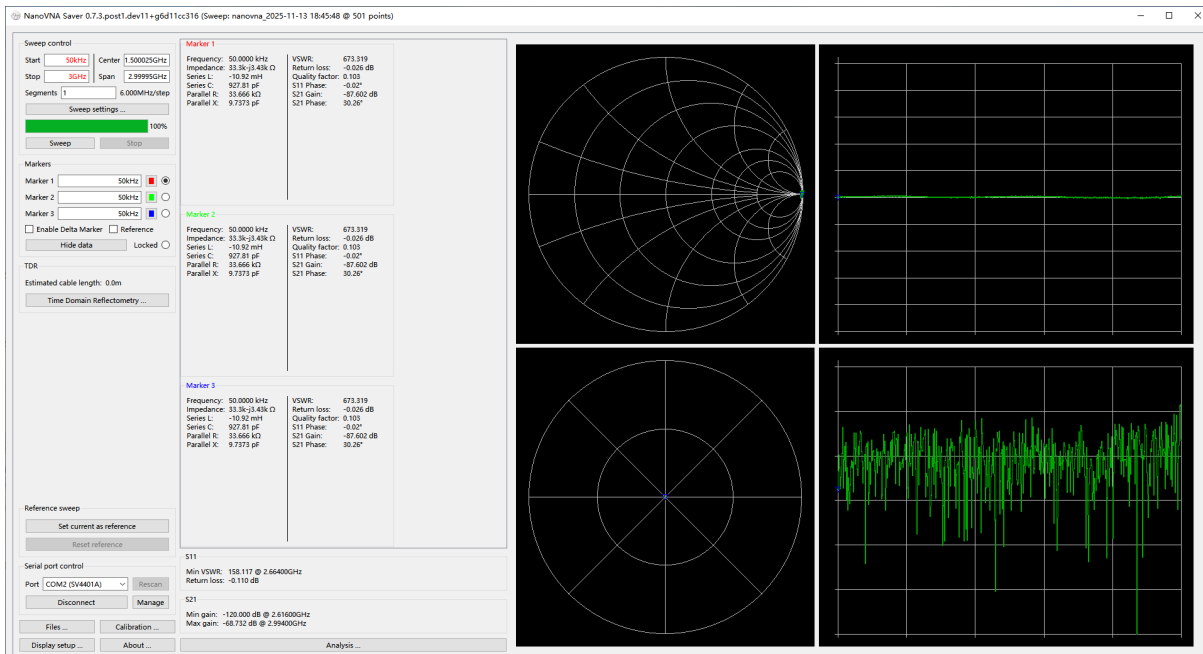 NanoVNA Saver 0.7.3.post1.dev11+g6d11cc316 (Sweep: nanovna_2025-11-13 18:45:48 @ 501 points)
Sweep control
Start 50kHz Center 1.500025GHz
Stop 3GHz Span 2.99995GHz
Segments 1 6.000MHz/step
Sweep settings ...
100%
Sweep Stop
Markers
Marker 1 50kHz
Marker 2 50kHz
Marker 3 50kHz
Enable Delta Marker Reference
Hide data Locked
TDR
Estimated cable length: 0.0m
Time Domain Reflectometry ...
Reference sweep
Set current as reference
Reset reference
Serial port control
Port COM2 (SV4401A) Rescan
Disconnect Manage
Files ... Calibration ...
Display setup ... About ...
Marker 1
Frequency: 50.0000 kHz VSWR: 673.319
Impedance: 33.3k-j3.43k Ω Return loss: -0.026 dB
Series L: -10.92 mH Quality factor: 0.103
Series C: 927.81 pF S11 Phase: -0.02°
Parallel R: 33.666 kΩ S21 Gain: -87.602 dB
Parallel X: 9.7373 pF S21 Phase: 30.26°
Marker 2
Frequency: 50.0000 kHz VSWR: 673.319
Impedance: 33.3k-j3.43k Ω Return loss: -0.026 dB
Series L: -10.92 mH Quality factor: 0.103
Series C: 927.81 pF S11 Phase: -0.02°
Parallel R: 33.666 kΩ S21 Gain: -87.602 dB
Parallel X: 9.7373 pF S21 Phase: 30.26°
Marker 3
Frequency: 50.0000 kHz VSWR: 673.319
Impedance: 33.3k-j3.43k Ω Return loss: -0.026 dB
Series L: -10.92 mH Quality factor: 0.103
Series C: 927.81 pF S11 Phase: -0.02°
Parallel R: 33.666 kΩ S21 Gain: -87.602 dB
Parallel X: 9.7373 pF S21 Phase: 30.26°
S11
Min VSWR: 158.117 @ 2.66400GHz
Return loss: -0.110 dB
S21
Min gain: -120.000 dB @ 2.61600GHz
Max gain: -68.732 dB @ 2.99400GHz
Analysis ...